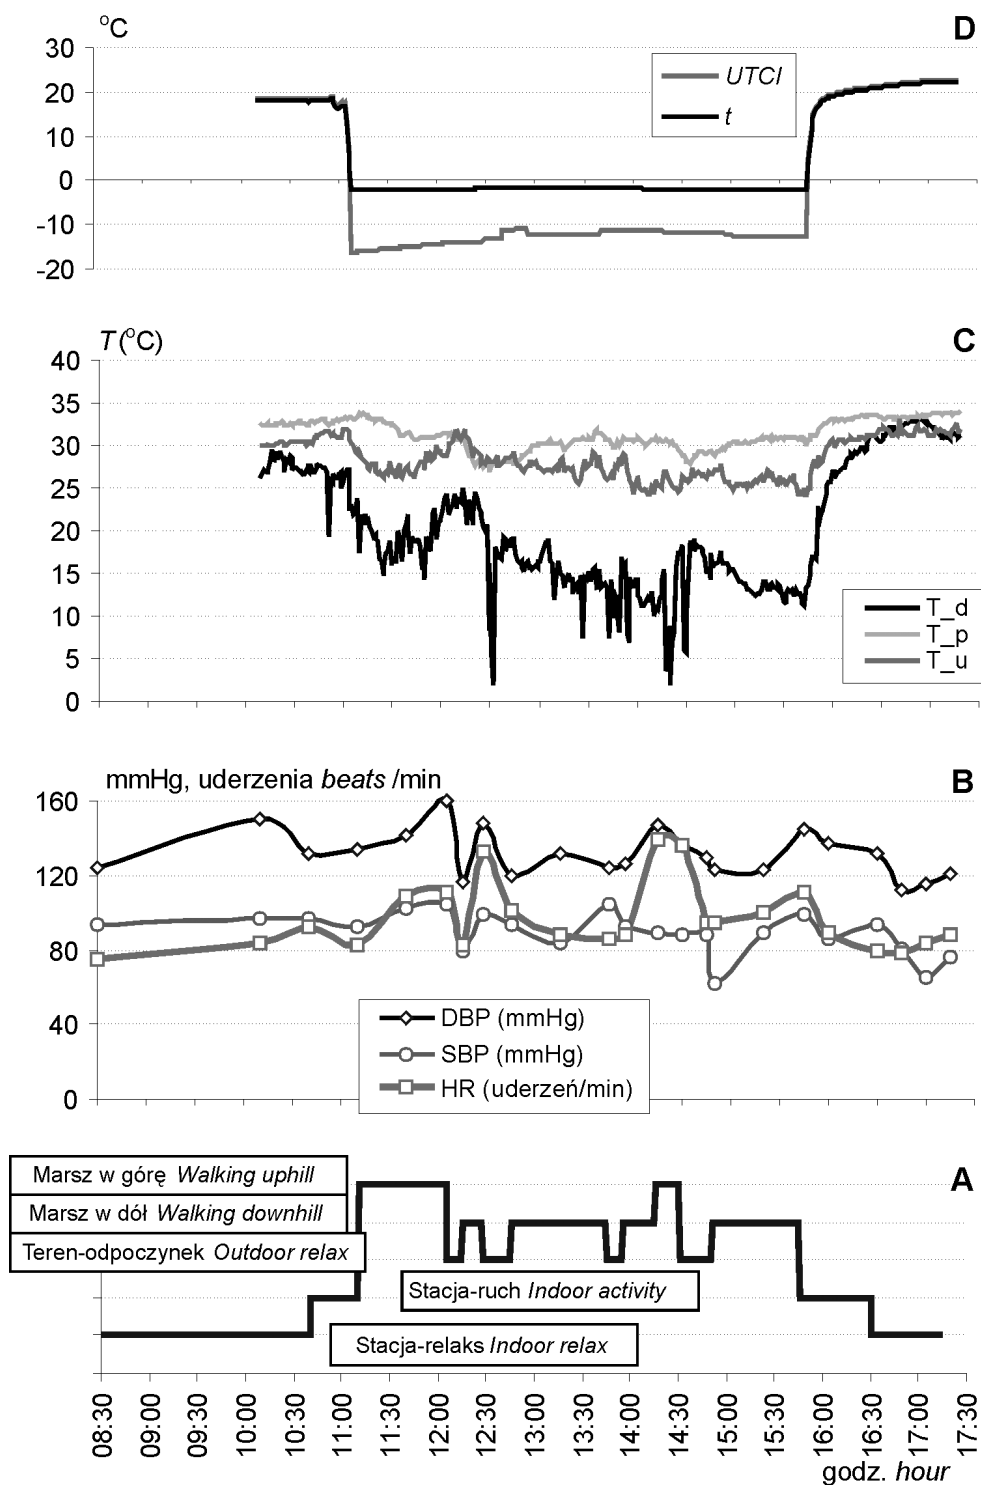 °C
D
30
20
10
0
-10
-20
UTCI
t
T (°C)
C
40
35
30
25
20
15
10
5
0
T_d
T_p
T_u
mmHg, uderzenia beats /min
B
160
120
80
40
0
DBP (mmHg)
SBP (mmHg)
HR (uderzeń/min)
A
Marsz w górę Walking uphill
Marsz w dół Walking downhill
Teren-odpoczynek Outdoor relax
Stacja-ruch Indoor activity
Stacja-relaks Indoor relax
08:30
09:00
09:30
10:00
10:30
11:00
11:30
12:00
12:30
13:00
13:30
14:00
14:30
15:00
15:30
16:00
16:30
17:00
17:30
godz. hour